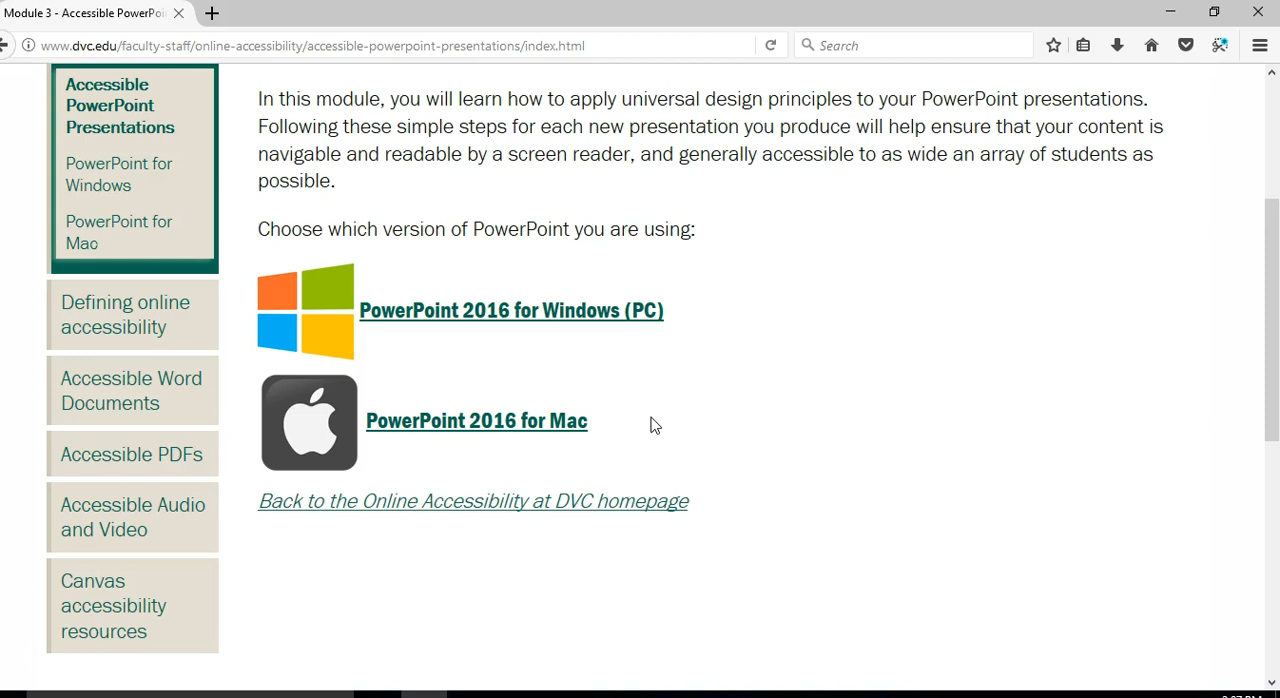 Module 3 - Accessible PowerPoi
www.dvc.edu/faculty-staff/online-accessibility/accessible-powerpoint-presentations/index.html
Search
Accessible
PowerPoint
Presentations
PowerPoint for
Windows
PowerPoint for
Mac
Defining online
accessibility
Accessible Word
Documents
Accessible PDFs
Accessible Audio
and Video
Canvas
accessibility
resources
In this module, you will learn how to apply universal design principles to your PowerPoint presentations.
Following these simple steps for each new presentation you produce will help ensure that your content is
navigable and readable by a screen reader, and generally accessible to as wide an array of students as
possible.
Choose which version of PowerPoint you are using:
PowerPoint 2016 for Windows (PC)
PowerPoint 2016 for Mac
Back to the Online Accessibility at DVC homepage